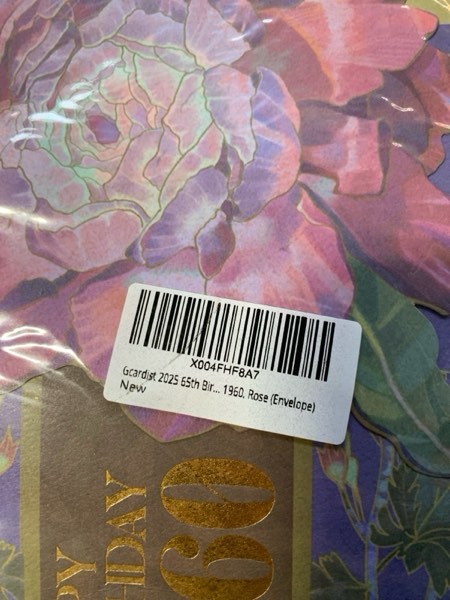 X004FHF8A7
Gcardist 2025 65th Bir... 1960, Rose (Envelope)
New
PY
HDAY
60